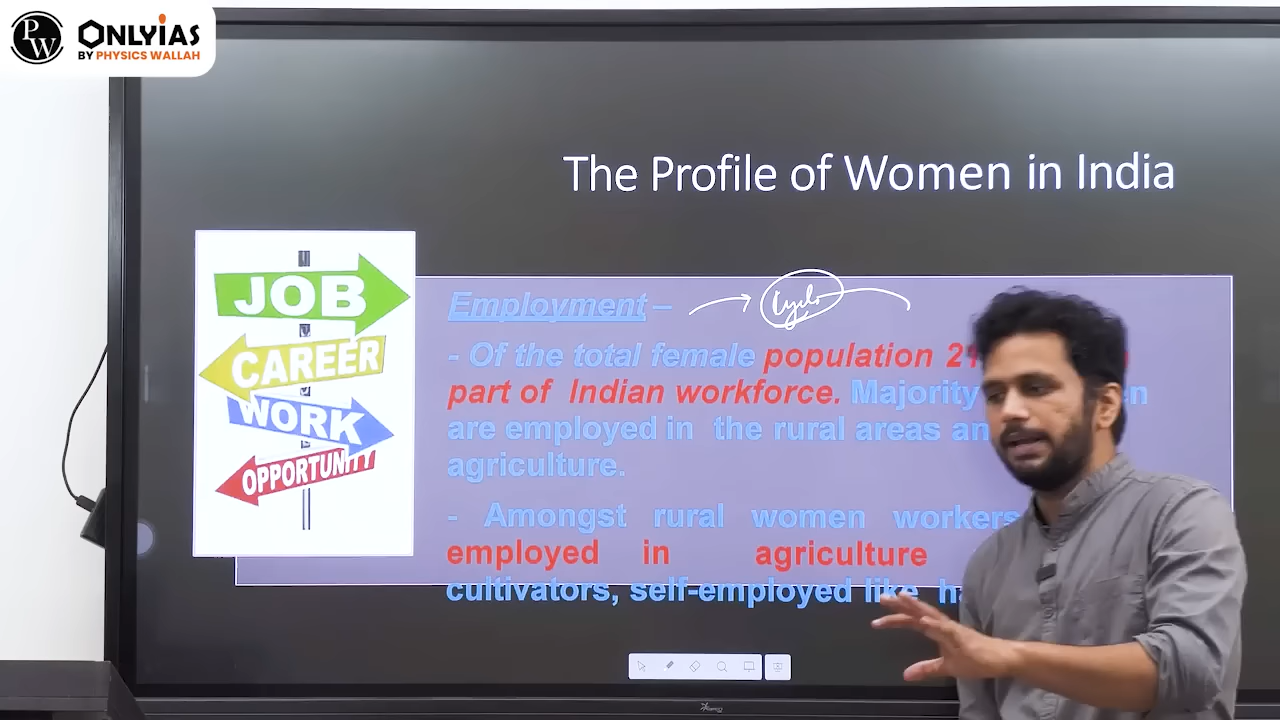 PW
ONLYIAS
BY PHYSICS WALLAH
The Profile of Women in India
JOB
CAREER
WORK
OPPORTUNITY
Employment –
- Of the total female population
part of Indian workforce. Majority
are employed in the rural areas
agriculture.
- Amongst rural women workers
employed in agriculture
cultivators, self-employed like